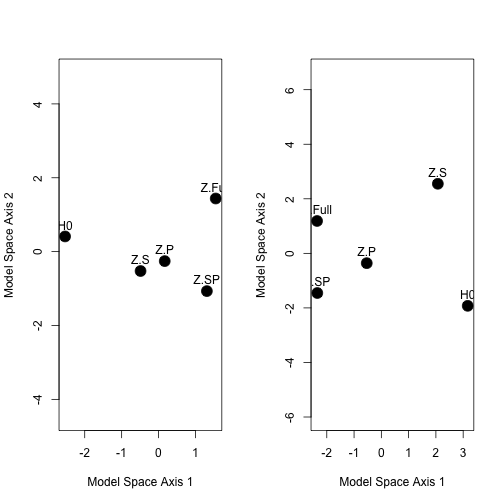 Model Space Axis 2
4
2
0
-2
-4
Z.Fu
H0
Z.P
Z.S
Z.SP
-2 -1 0 1
Model Space Axis 1
Model Space Axis 2
6
4
2
0
-2
-4
-6
Z.S
Full
Z.P
.SP
H0
-2 -1 0 1 2 3
Model Space Axis 1